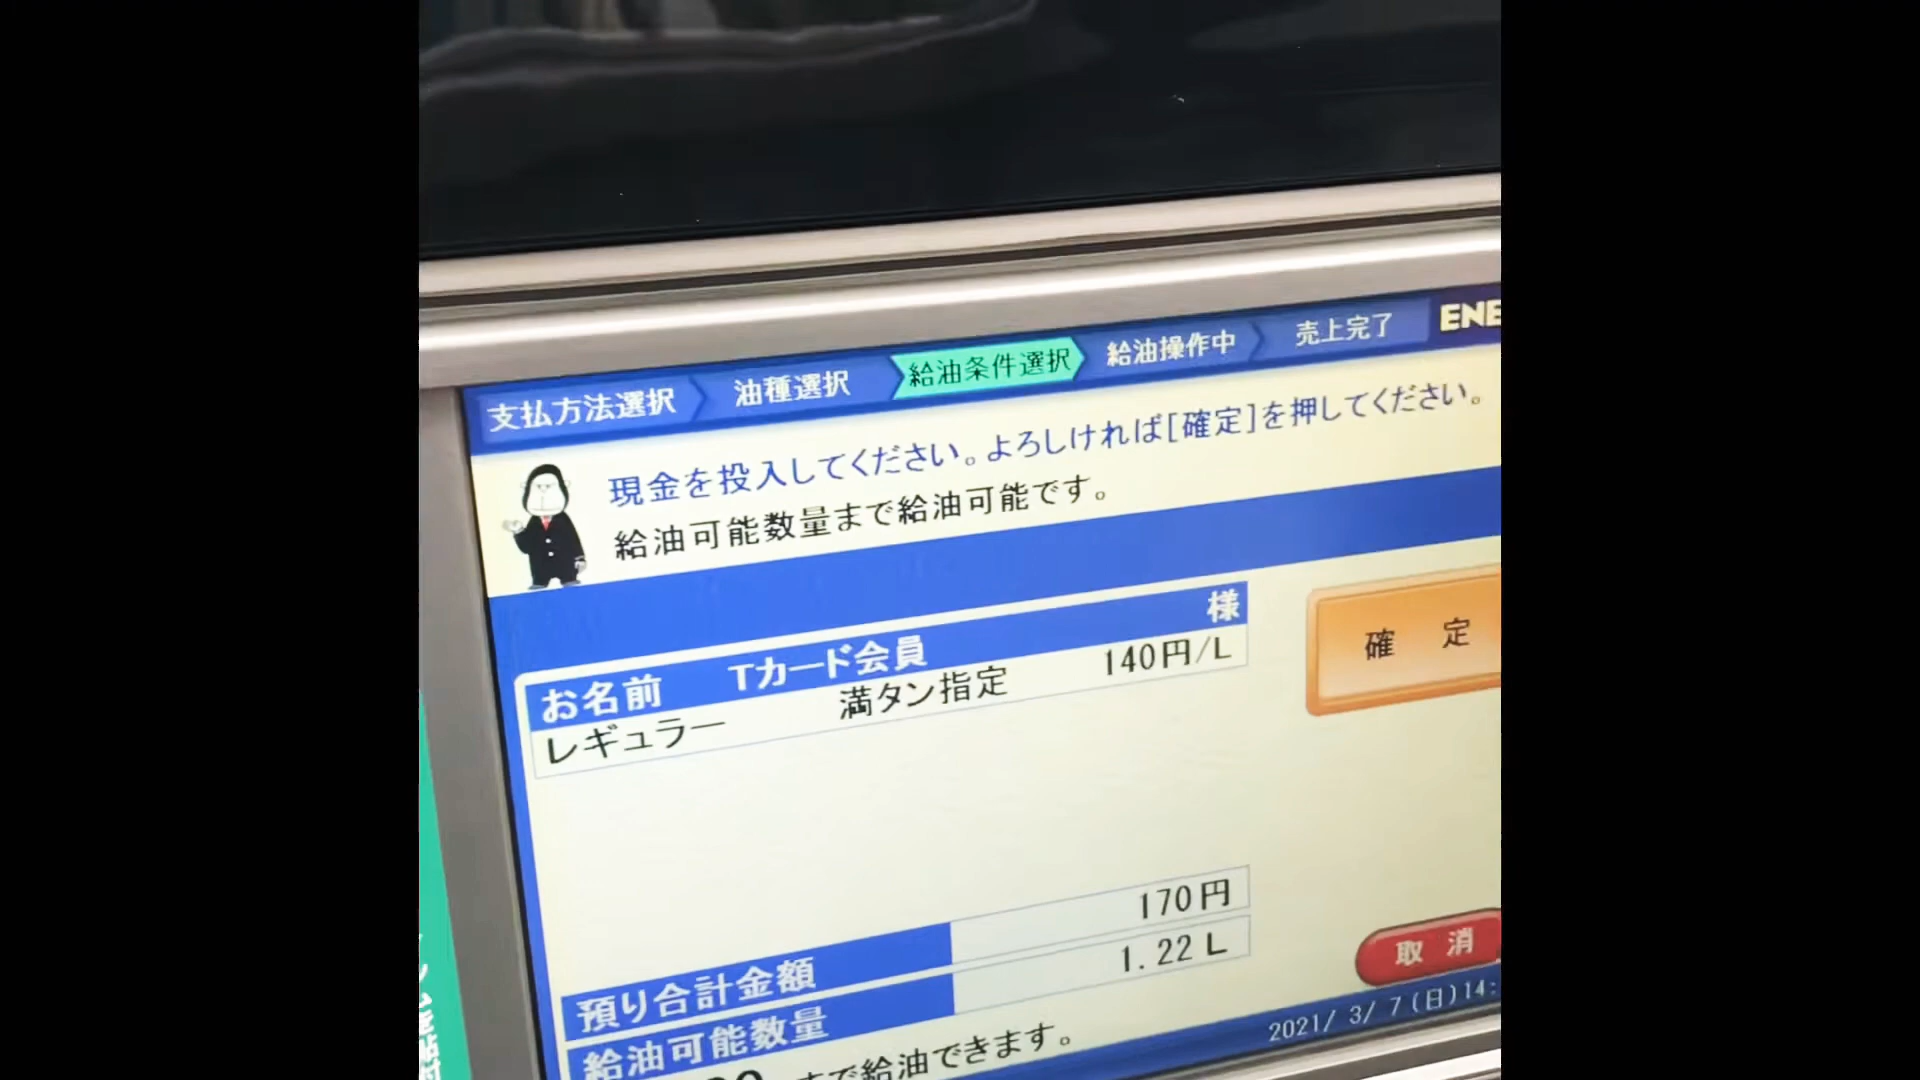 支払方法選択 油種選択 給油条件選択 給油操作中 売上完了 ENE
現金を投入してください。よろしければ[確定]を押してください。
給油可能数量まで給油可能です。
お名前 Tカード会員 様
レギュラー 満タン指定 140円/L
確 定
預り合計金額 170円
給油可能数量 1.22 L
取 消
まで給油できます。
2021/ 3/ 7(日)14: